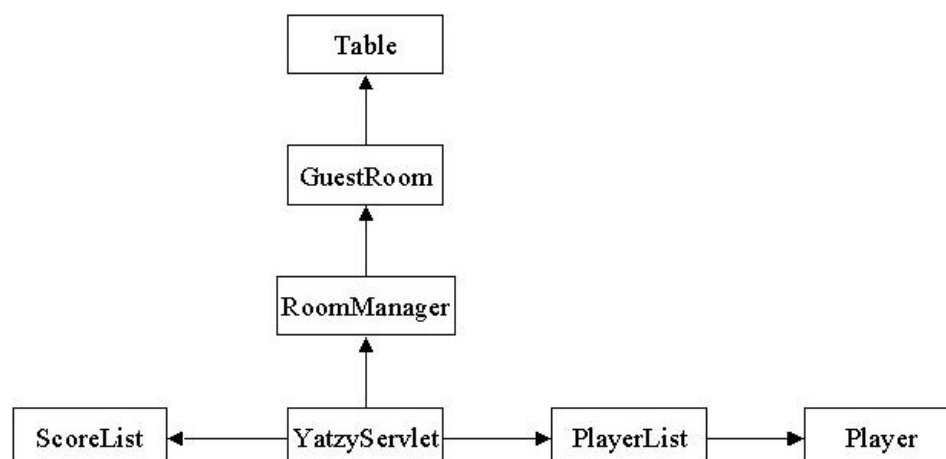 Table
GuestRoom
RoomManager
ScoreList
YatzyServlet
PlayerList
Player